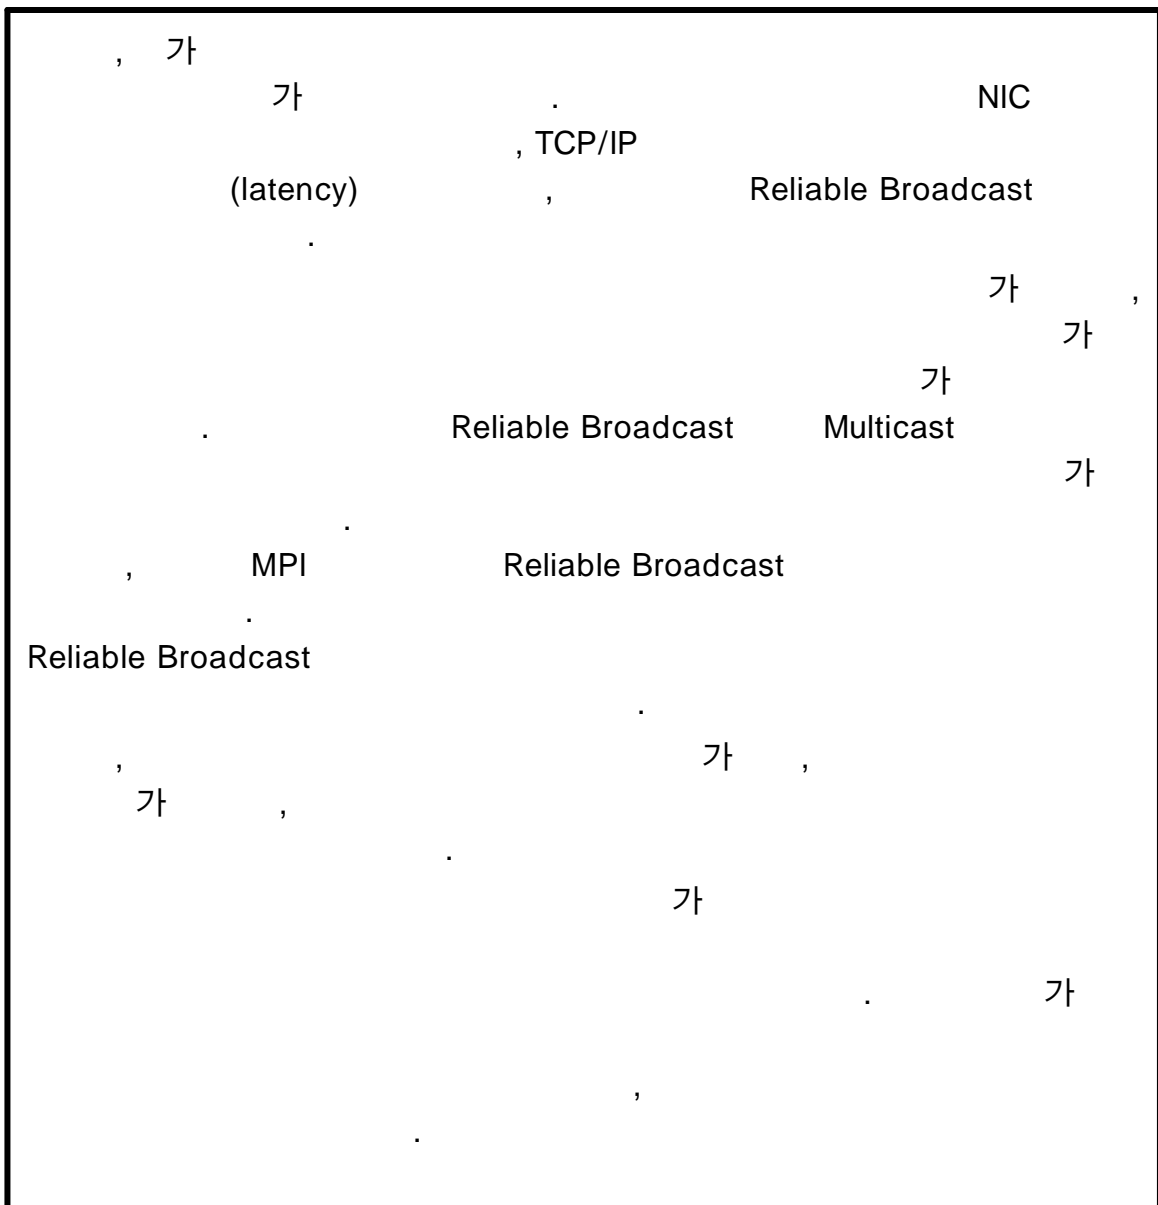 , 가
가 . NIC
, TCP/IP
(latency) , Reliable Broadcast
.
가 ,
가
가
. Reliable Broadcast Multicast
가
.
, MPI Reliable Broadcast
.
Reliable Broadcast
.
, 가 ,
가 ,
.
가
. 가
,
.